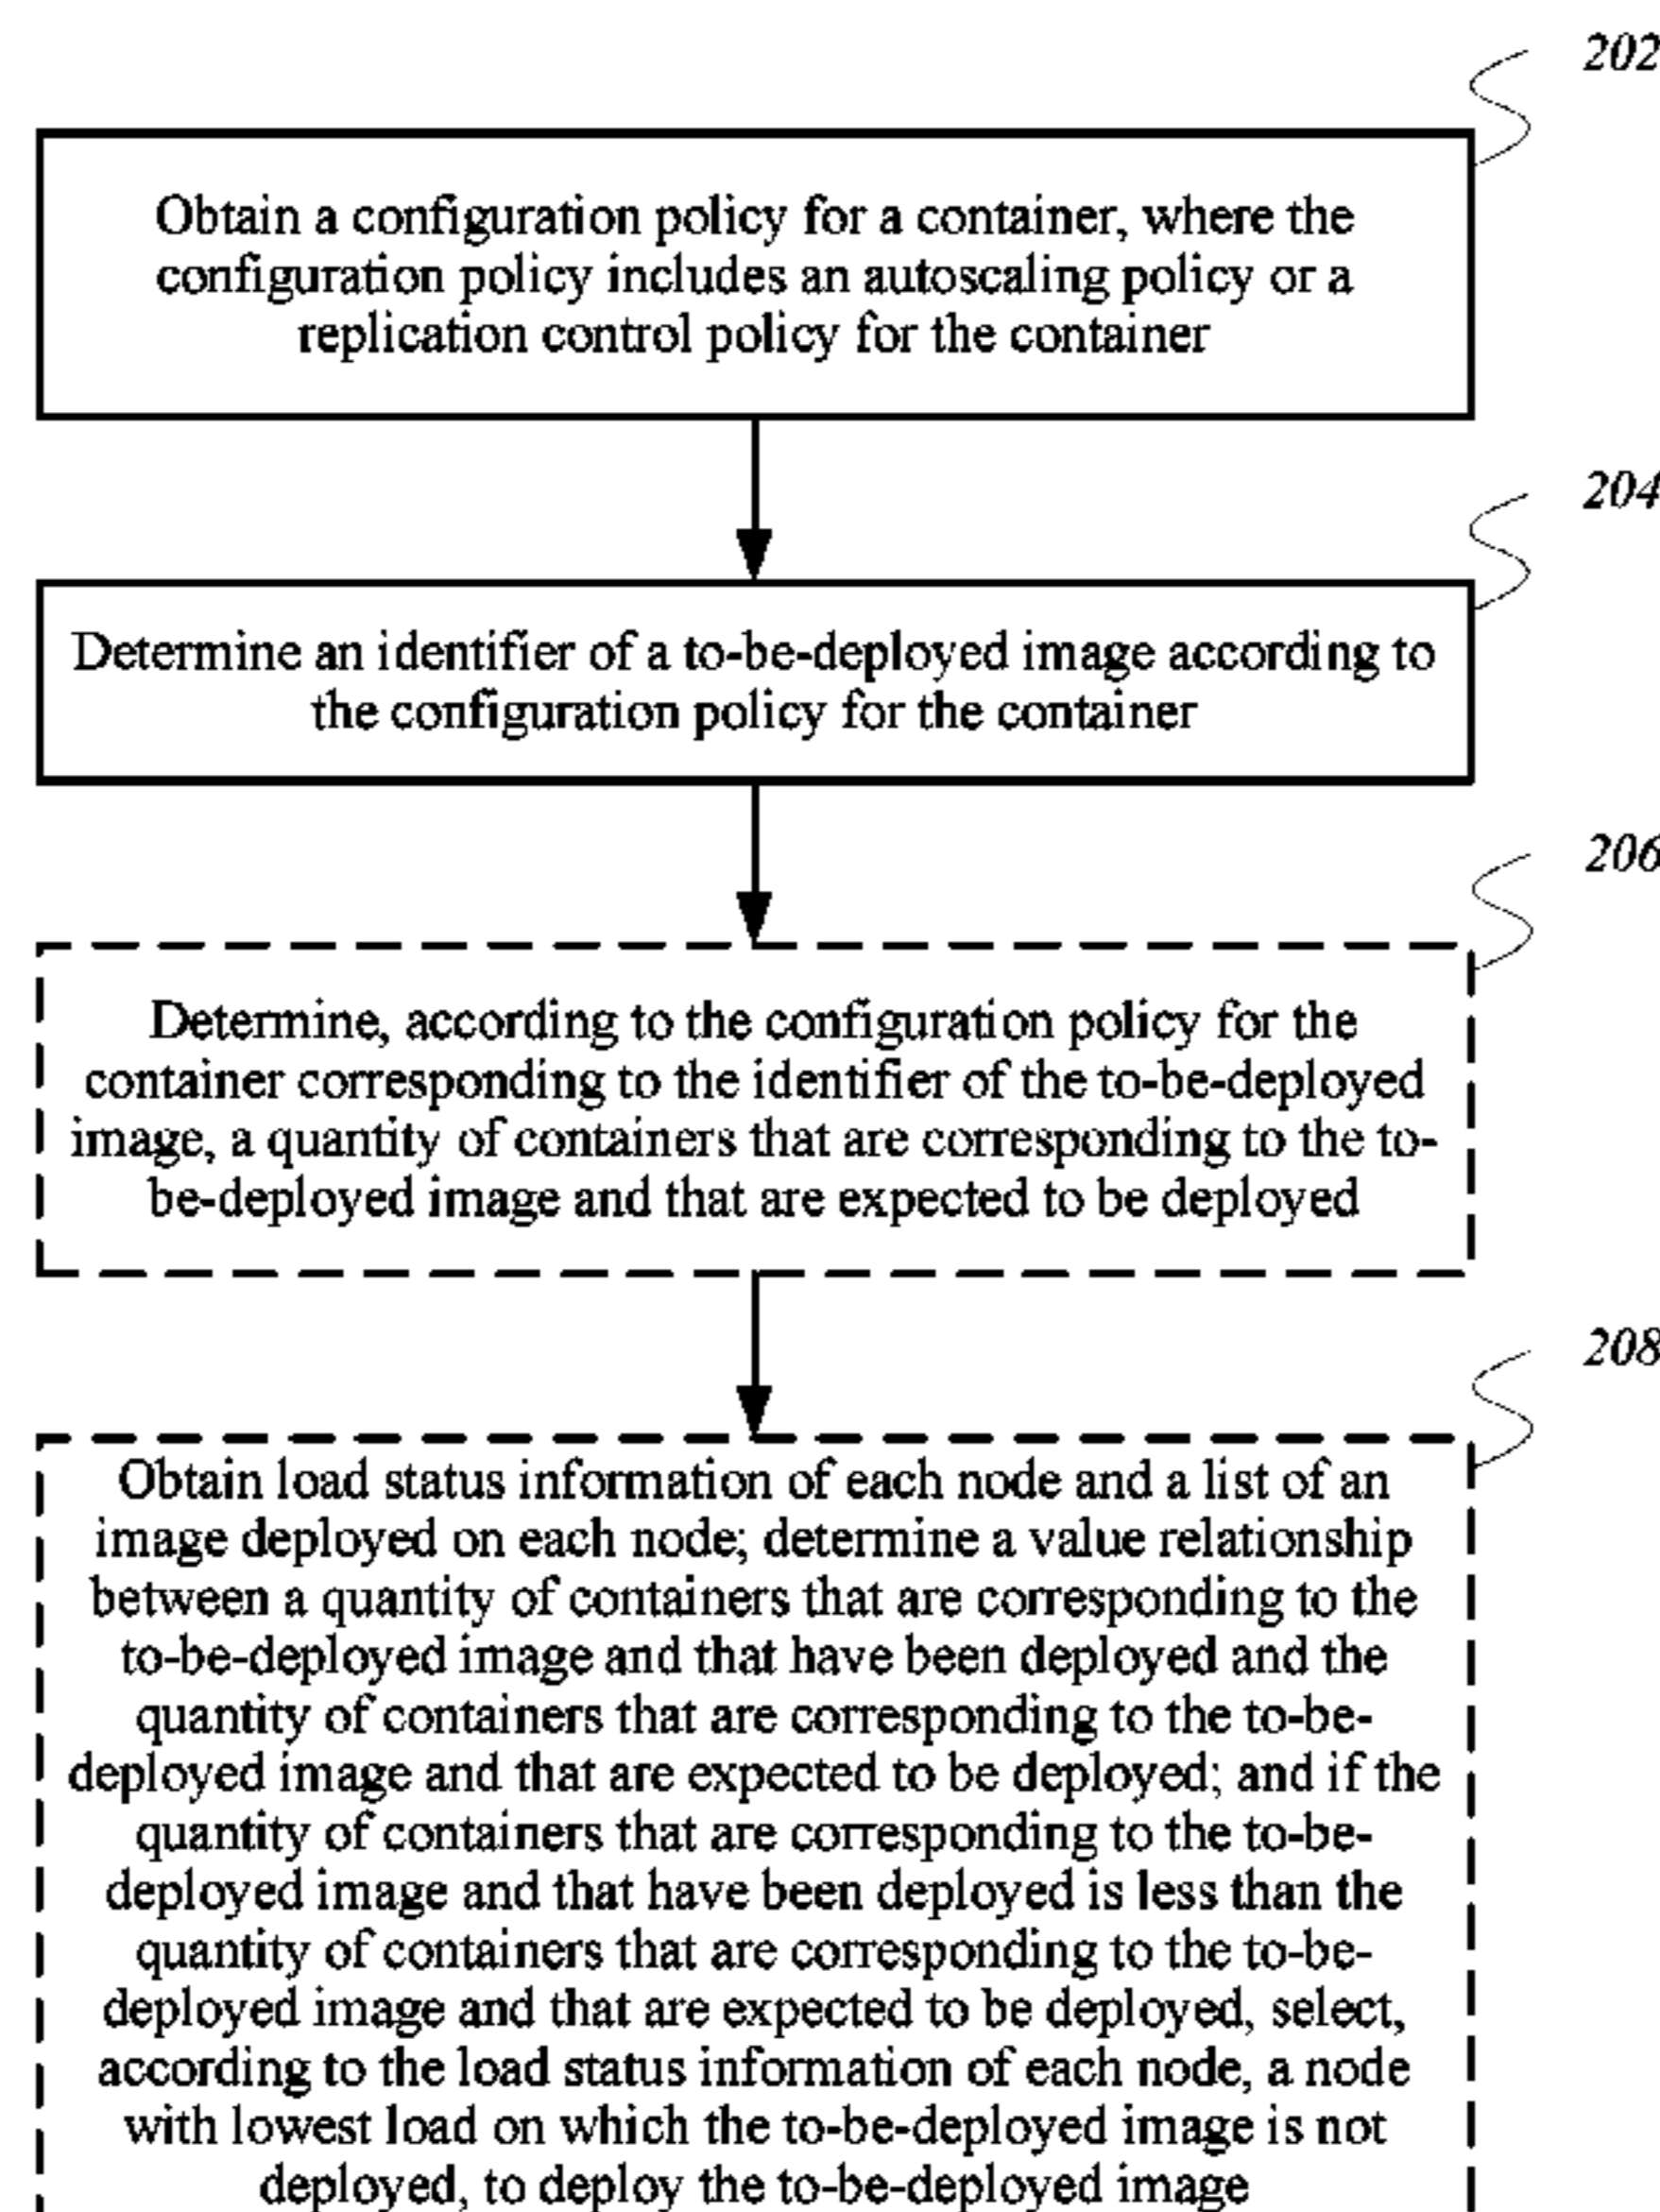 202
Obtain a configuration policy for a container, where the
configuration policy includes an autoscaling policy or a
replication control policy for the container
204
Determine an identifier of a to-be-deployed image according to
the configuration policy for the container
206
Determine, according to the configuration policy for the
container corresponding to the identifier of the to-be-deployed
image, a quantity of containers that are corresponding to the to-
be-deployed image and that are expected to be deployed
208
Obtain load status information of each node and a list of an
image deployed on each node; determine a value relationship
between a quantity of containers that are corresponding to the
to-be-deployed image and that have been deployed and the
quantity of containers that are corresponding to the to-be-
deployed image and that are expected to be deployed; and if the
quantity of containers that are corresponding to the to-be-
deployed image and that have been deployed is less than the
quantity of containers that are corresponding to the to-be-
deployed image and that are expected to be deployed, select,
according to the load status information of each node, a node
with lowest load on which the to-be-deployed image is not
deployed, to deploy the to-be-deployed image